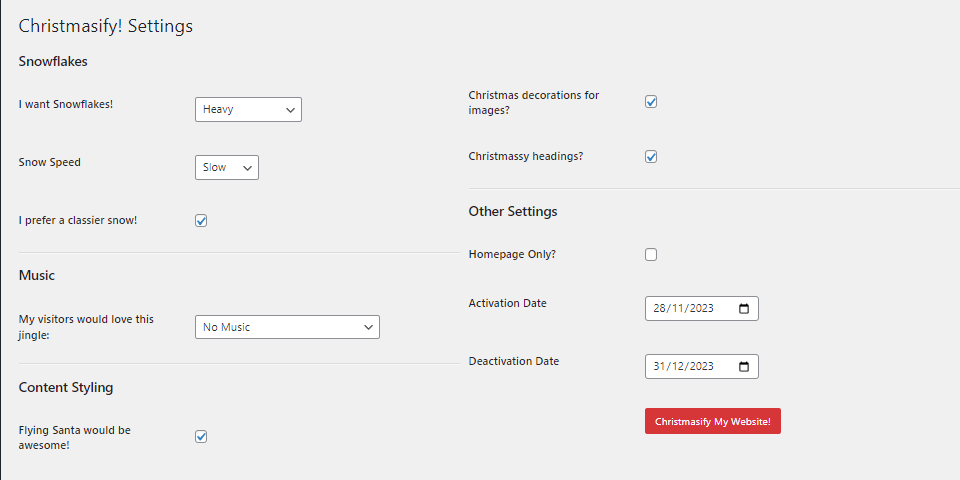 Christmasify! Settings
Snowflakes
I want Snowflakes!
Heavy
Snow Speed
Slow
I prefer a classier snow!
Music
My visitors would love this
jingle:
No Music
Content Styling
Flying Santa would be
awesome!
Christmas decorations for
images?
Christmassy headings?
Other Settings
Homepage Only?
Activation Date
28/11/2023
Deactivation Date
31/12/2023
Christmasify My Website!